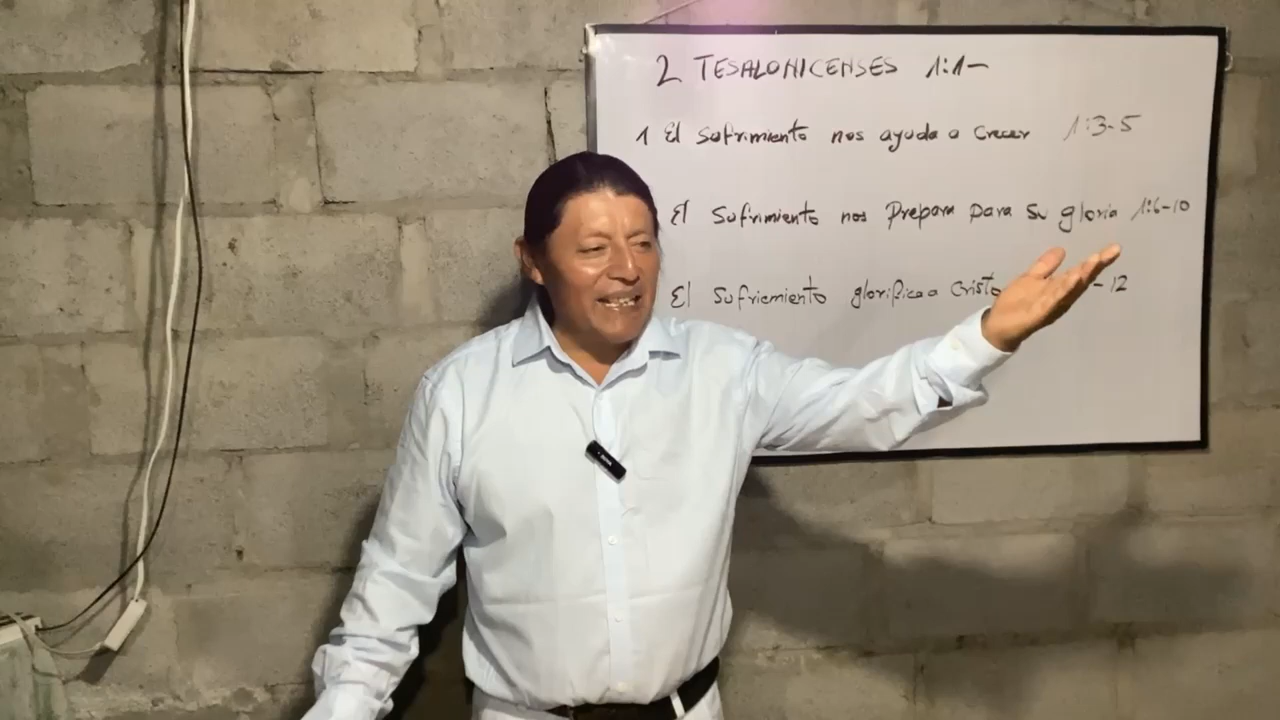 2 TESALONICENSES 1:1-
1 El Sufrimiento nos ayuda a Crecer 1:3-5
El Sufrimiento nos Prepara Para Su gloria 1:6-10
El Sufriemiento glorifica a Cristo - 12